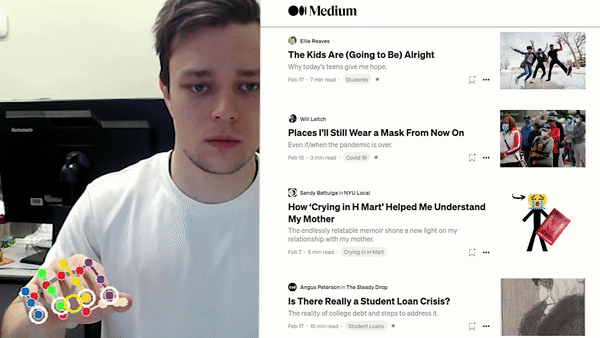 Medium
Ellie Reaves
The Kids Are (Going to Be) Alright
Why today's teens give me hope.
Feb 17 · 7 min read Students
Will Leitch
Places I'll Still Wear a Mask From Now On
Even if/when the pandemic is over.
Feb 15 · 3 min read Covid 19
Sandy Battulga in NYU Local
How 'Crying in H Mart' Helped Me Understand
My Mother
The endlessly relatable memoir shone a new light on my
relationship with my mother.
Feb 7 · 5 min read Crying in H Mart
Angus Peterson in The Steady Drop
Is There Really a Student Loan Crisis?
The reality of college debt and steps to address it.
Feb 17 · 10 min read Student Loans
lenovo